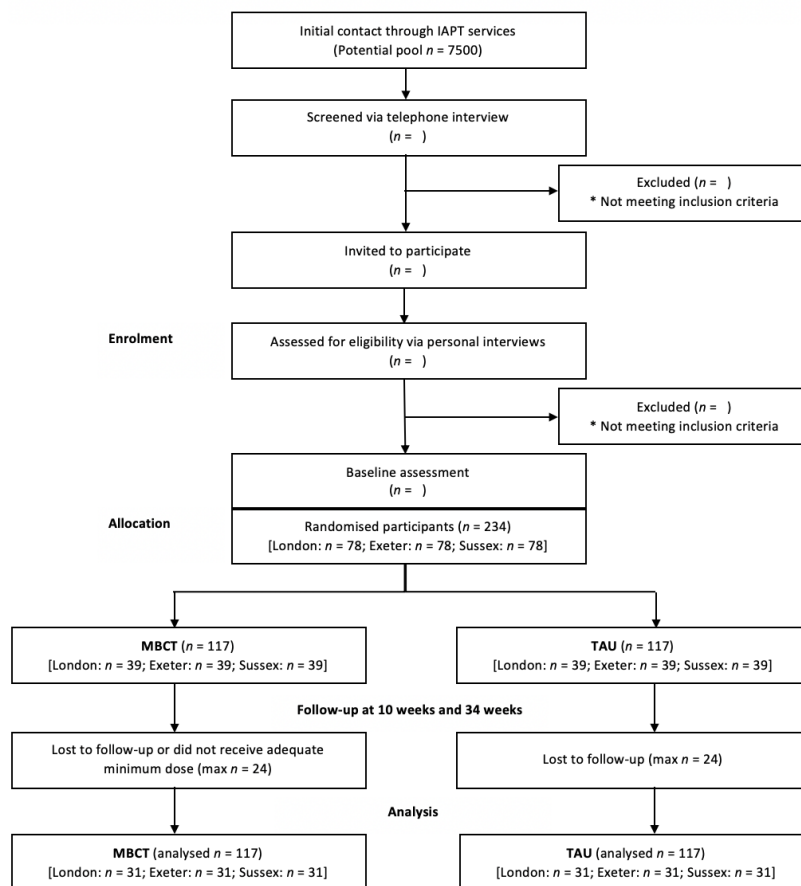 Initial contact through IAPT services
(Potential pool n = 7500)
Screened via telephone interview
(n =   )
Excluded (n =   )
* Not meeting inclusion criteria
Invited to participate
(n =   )
Enrolment
Assessed for eligibility via personal interviews
(n =   )
Excluded (n =   )
* Not meeting inclusion criteria
Baseline assessment
(n =   )
Allocation
Randomised participants (n = 234)
[London: n = 78; Exeter: n = 78; Sussex: n = 78]
MBCT (n = 117)
[London: n = 39; Exeter: n = 39; Sussex: n = 39]
TAU (n = 117)
[London: n = 39; Exeter: n = 39; Sussex: n = 39]
Follow-up at 10 weeks and 34 weeks
Lost to follow-up or did not receive adequate
minimum dose (max n = 24)
Lost to follow-up (max n = 24)
Analysis
MBCT (analysed n = 117)
[London: n = 31; Exeter: n = 31; Sussex: n = 31]
TAU (analysed n = 117)
[London: n = 31; Exeter: n = 31; Sussex: n = 31]